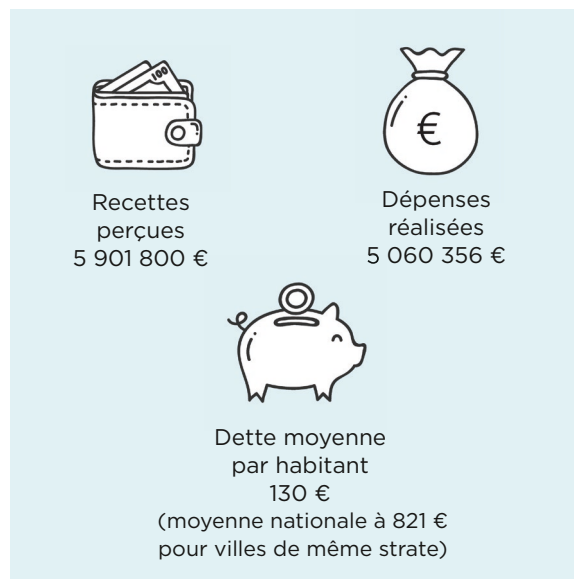 100
Recettes
perçues
5 901 800 €
€
Dépenses
réalisées
5 060 356 €
Dette moyenne
par habitant
130 €
(moyenne nationale à 821 €
pour villes de même strate)